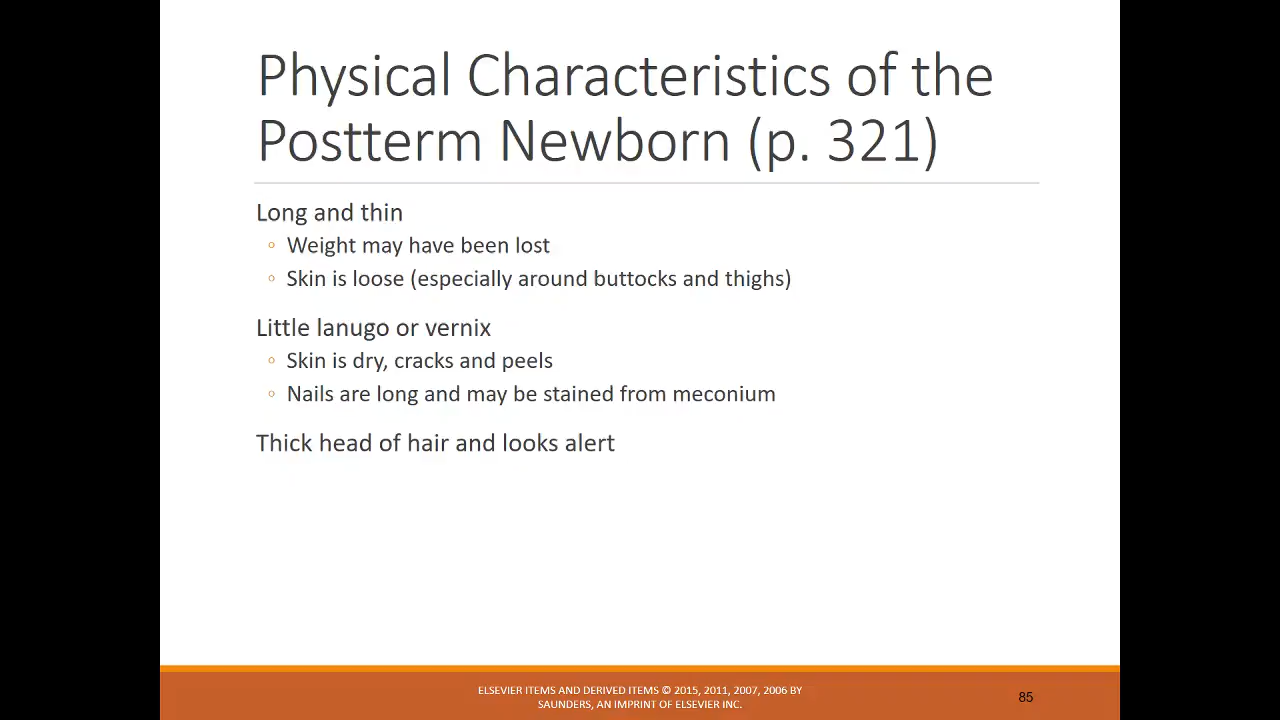 Physical Characteristics of the
Postterm Newborn (p. 321)
Long and thin
◦ Weight may have been lost
◦ Skin is loose (especially around buttocks and thighs)
Little lanugo or vernix
◦ Skin is dry, cracks and peels
◦ Nails are long and may be stained from meconium
Thick head of hair and looks alert
ELSEVIER ITEMS AND DERIVED ITEMS © 2015, 2011, 2007, 2006 BY
SAUNDERS, AN IMPRINT OF ELSEVIER INC.
85